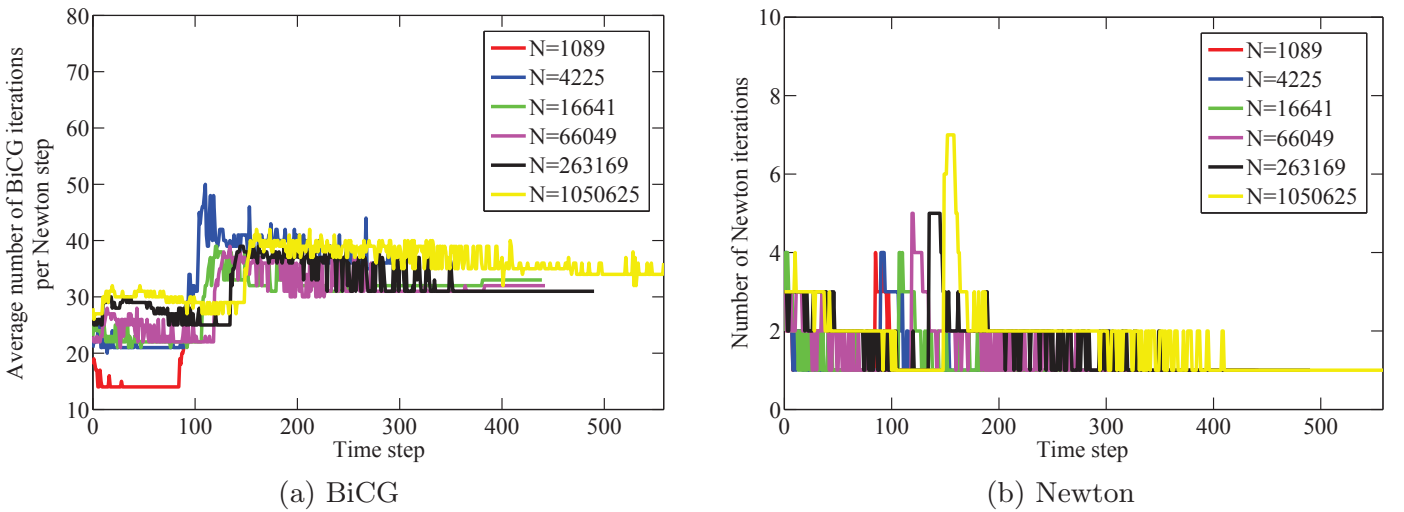 Average number of BiCG iterations
per Newton step
80
70
60
50
40
30
20
10
0
100
200
300
400
500
Time step
N=1089
N=4225
N=16641
N=66049
N=263169
N=1050625
(a) BiCG
Number of Newton iterations
10
8
6
4
2
0
0
100
200
300
400
500
Time step
N=1089
N=4225
N=16641
N=66049
N=263169
N=1050625
(b) Newton